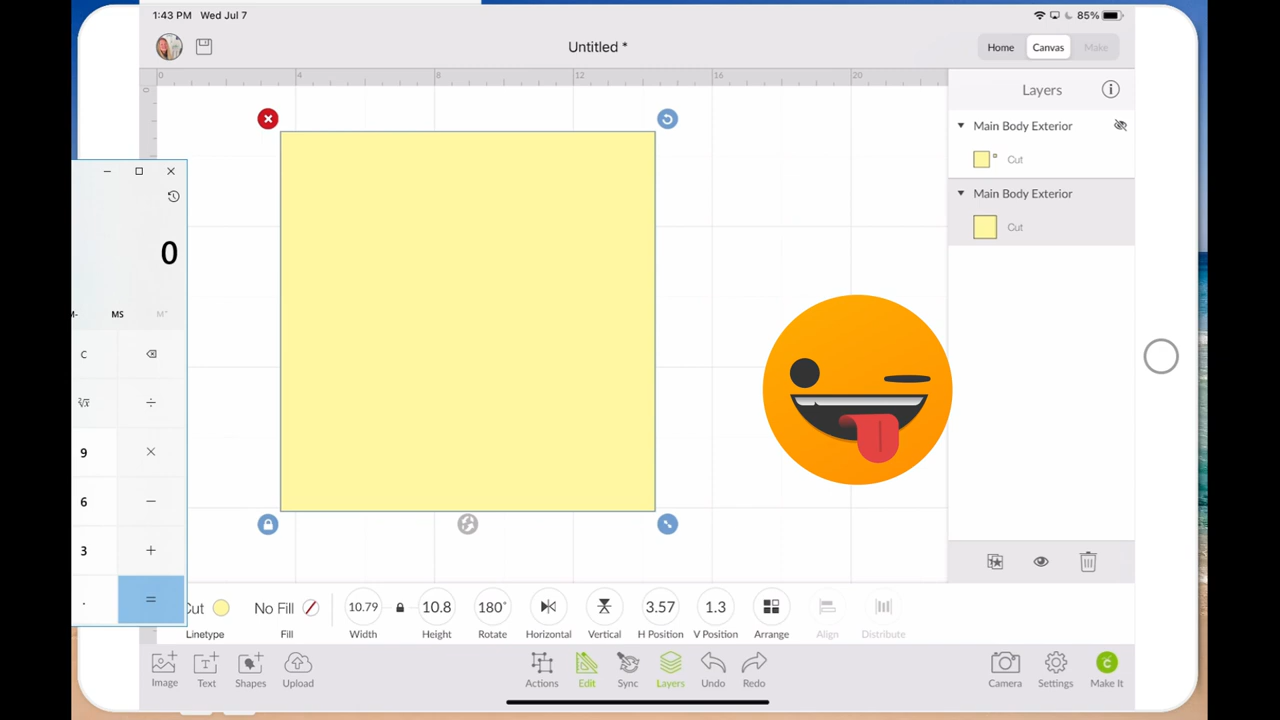 1:43 PM Wed Jul 7
85%
Untitled *
Home Canvas Make
0 4 8 12 16 20
0
Layers
Main Body Exterior
Cut
Main Body Exterior
Cut
0
MS
C
9
6
3
.
Cut No Fill 10.79 10.8 180° 3.57 1.3
Linetype Fill Width Height Rotate Horizontal Vertical H Position V Position Arrange Align Distribute
Image Text Shapes Upload Actions Edit Sync Layers Undo Redo Camera Settings Make It